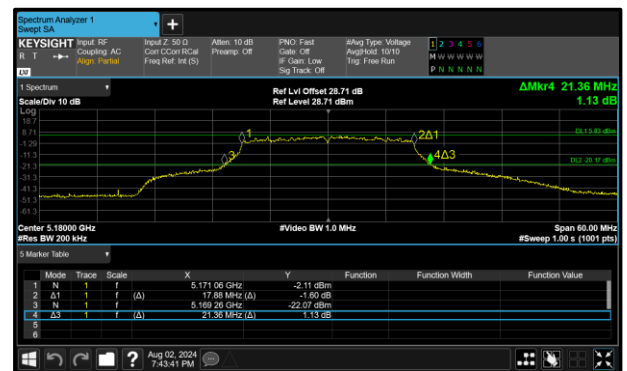 Spectrum Analyzer 1
Swept SA
+
KEYSIGHT Input: RF Input Z: 50 Ω Atten: 10 dB PNO: Fast #Avg Type: Voltage 1 2 3 4 5 6
R T Coupling: AC Corr CCorr RCal Preamp: Off Gate: Off Avg|Hold: 10/10 M W W W W W
Align: Partial Freq Ref: Int (S) IF Gain: Low Trig: Free Run
Sig Track: Off P N N N N N
LXI
1 Spectrum Ref Lvl Offset 28.71 dB ΔMkr4 21.36 MHz
Scale/Div 10 dB Ref Level 28.71 dBm 1.13 dB
Log
18.7
8.71 1 2Δ1 DL1 5.83 dBm
-1.29
-11.3 3 4Δ3
-21.3 DL2 -20.17 dBm
-31.3
-41.3
-51.3
-61.3
Center 5.18000 GHz #Video BW 1.0 MHz Span 60.00 MHz
#Res BW 200 kHz #Sweep 1.00 s (1001 pts)
5 Marker Table
Mode Trace Scale X Y Function Function Width Function Value
1 N 1 f 5.171 06 GHz -2.11 dBm
2 Δ1 1 f (Δ) 17.88 MHz (Δ) -1.60 dB
3 N 1 f 5.169 26 GHz -22.07 dBm
4 Δ3 1 f (Δ) 21.36 MHz (Δ) 1.13 dB
5
6
? Aug 02, 2024
7:43:41 PM